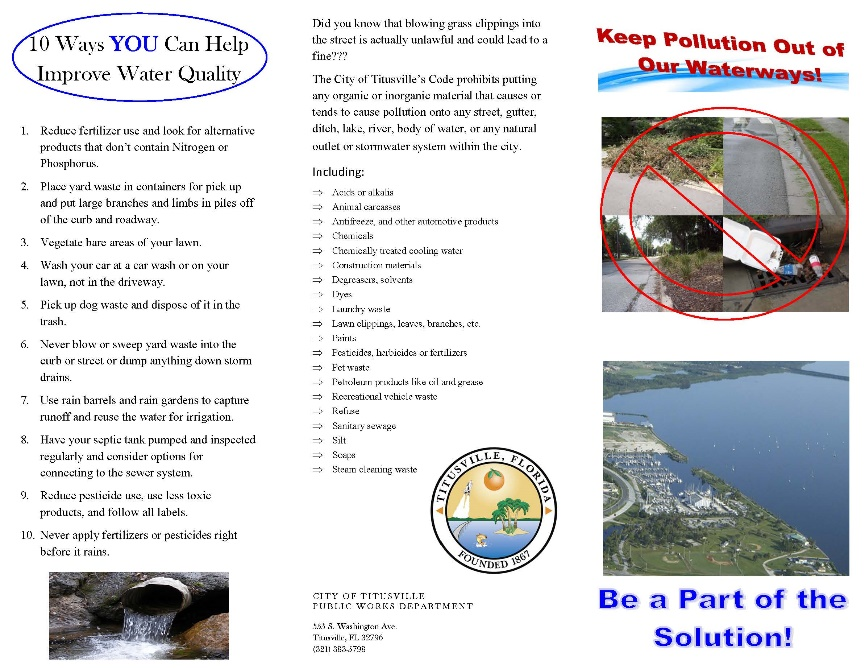 10 Ways YOU Can Help
Improve Water Quality
1. Reduce fertilizer use and look for alternative
products that don't contain Nitrogen or
Phosphorus.
2. Place yard waste in containers for pick up
and put large branches and limbs in piles off
of the curb and roadway.
3. Vegetate bare areas of your lawn.
4. Wash your car at a car wash or on your
lawn, not in the driveway.
5. Pick up dog waste and dispose of it in the
trash.
6. Never blow or sweep yard waste into the
curb or street or dump anything down storm
drains.
7. Use rain barrels and rain gardens to capture
runoff and reuse the water for irrigation.
8. Have your septic tank pumped and inspected
regularly and consider options for
connecting to the sewer system.
9. Reduce pesticide use, use less toxic
products, and follow all labels.
10. Never apply fertilizers or pesticides right
before it rains.
Did you know that blowing grass clippings into
the street is actually unlawful and could lead to a
fine???
The City of Titusville's Code prohibits putting
any organic or inorganic material that causes or
tends to cause pollution onto any street, gutter,
ditch, lake, river, body of water, or any natural
outlet or stormwater system within the city.
Including:
⇒ Acids or alkalis
⇒ Animal carcasses
⇒ Antifreeze, and other automotive products
⇒ Chemicals
⇒ Chemically treated cooling water
⇒ Construction materials
⇒ Degreasers, solvents
⇒ Dyes
⇒ Laundry waste
⇒ Lawn clippings, leaves, branches, etc.
⇒ Paints
⇒ Pesticides, herbicides or fertilizers
⇒ Pet waste
⇒ Petroleum products like oil and grease
⇒ Recreational vehicle waste
⇒ Refuse
⇒ Sanitary sewage
⇒ Silt
⇒ Soaps
⇒ Steam cleaning waste
TITUSVILLE, FLORIDA
FOUNDED 1867
CITY OF TITUSVILLE
PUBLIC WORKS DEPARTMENT
555 S. Washington Ave.
Titusville, FL 32796
(321) 383-5798
Keep Pollution Out of
Our Waterways!
Be a Part of the
Solution!